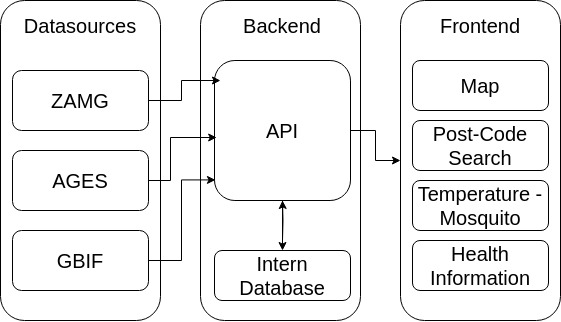 Datasources
ZAMG
AGES
GBIF
Backend
API
Intern
Database
Frontend
Map
Post-Code
Search
Temperature -
Mosquito
Health
Information